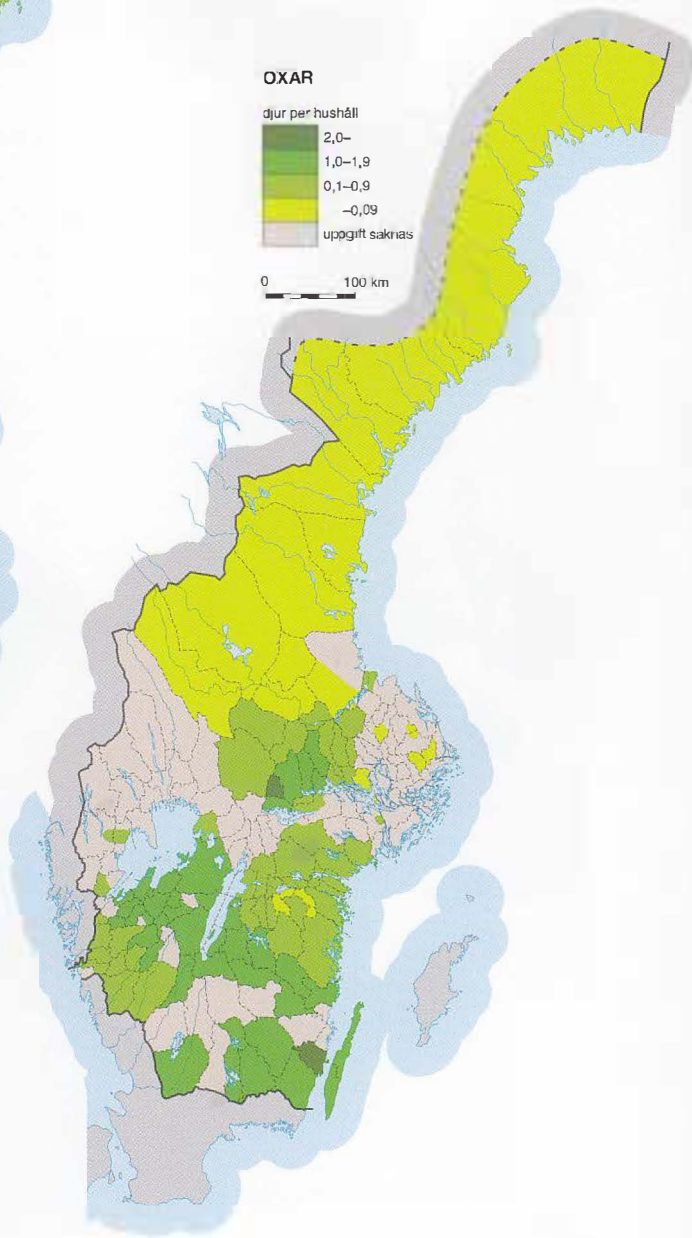 OXAR
djur per hushåll
2,0–
1,0–1,9
0,1–0,9
–0,09
uppgift saknas
0 100 km